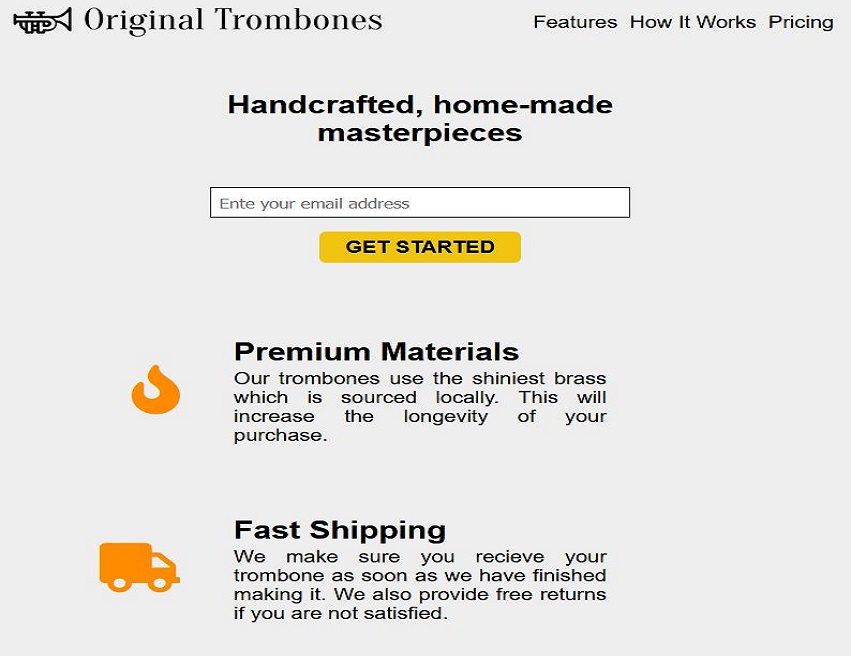 Original Trombones
Features How It Works Pricing
Handcrafted, home-made
masterpieces
Ente your email address
GET STARTED
Premium Materials
Our trombones use the shiniest brass
which is sourced locally. This will
increase the longevity of your
purchase.
Fast Shipping
We make sure you recieve your
trombone as soon as we have finished
making it. We also provide free returns
if you are not satisfied.